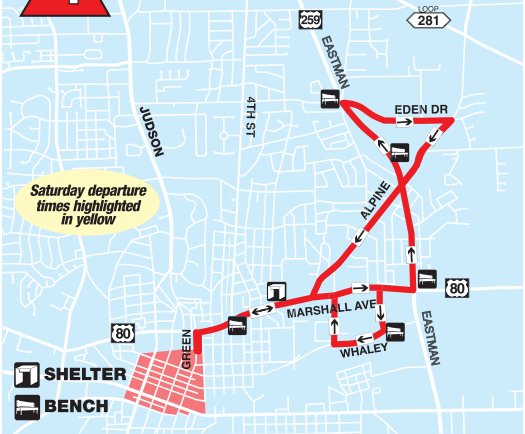 259
LOOP
281
EASTMAN
EDEN DR
JUDSON
4TH ST
ALPINE
Saturday departure
times highlighted
in yellow
80
MARSHALL AVE
80
GREEN
WHALEY
EASTMAN
SHELTER
BENCH